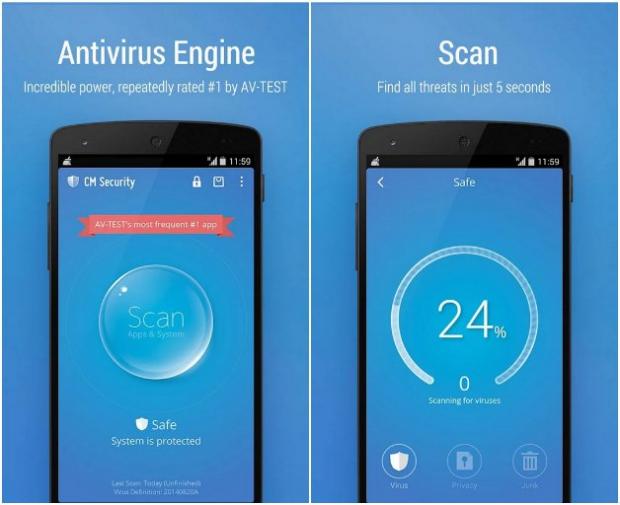 Antivirus Engine
Incredible power, repeatedly rated #1 by AV-TEST
11:59
CM Security
AV-TEST's most frequent #1 app
Scan
Apps & System
Safe
System is protected
Last Scan: Today (Unfinished)
Virus Definition: 20140820A
Scan
Find all threats in just 5 seconds
11:59
Safe
24%
0
Scanning for viruses
Virus
Privacy
Junk